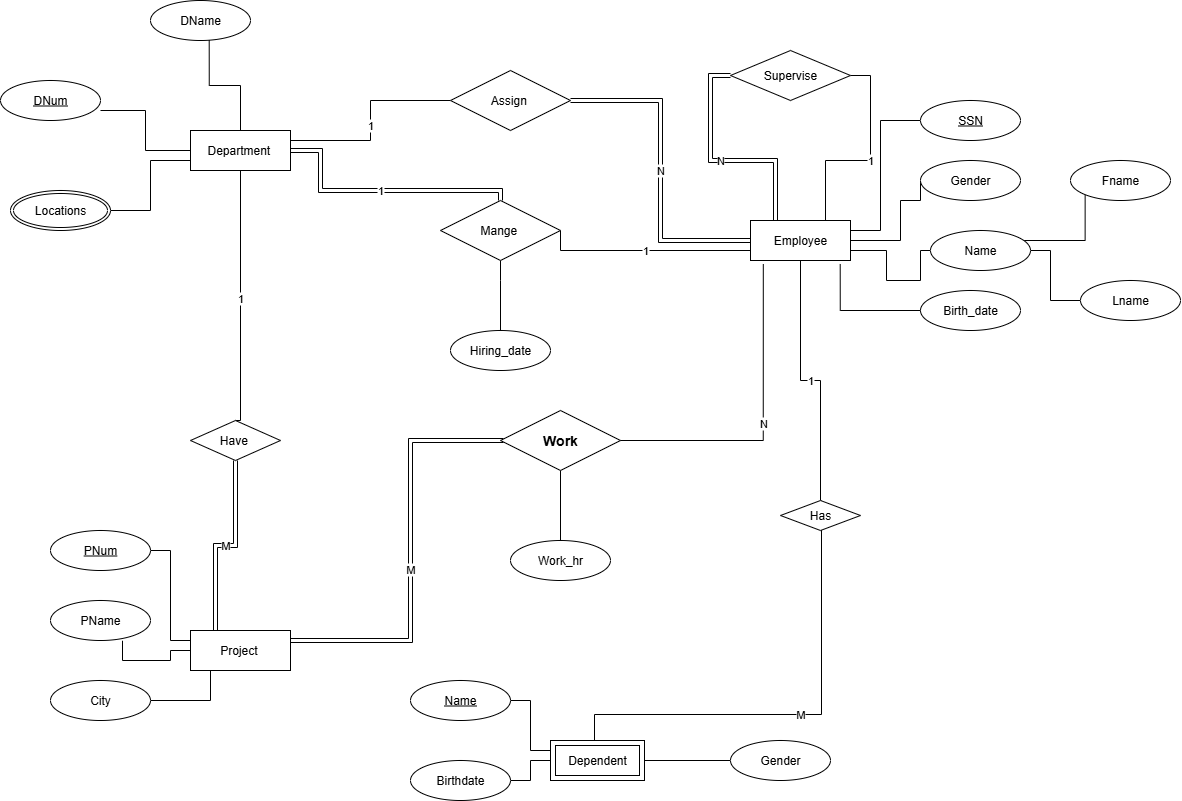 DName
DNum
Locations
Department
1
Assign
N
1
Mange
1
Hiring_date
Supervise
N
1
Employee
SSN
Gender
Name
Fname
Lname
Birth_date
1
Have
M
Work
N
M
Work_hr
1
Has
M
PNum
PName
City
Project
Name
Birthdate
Dependent
Gender